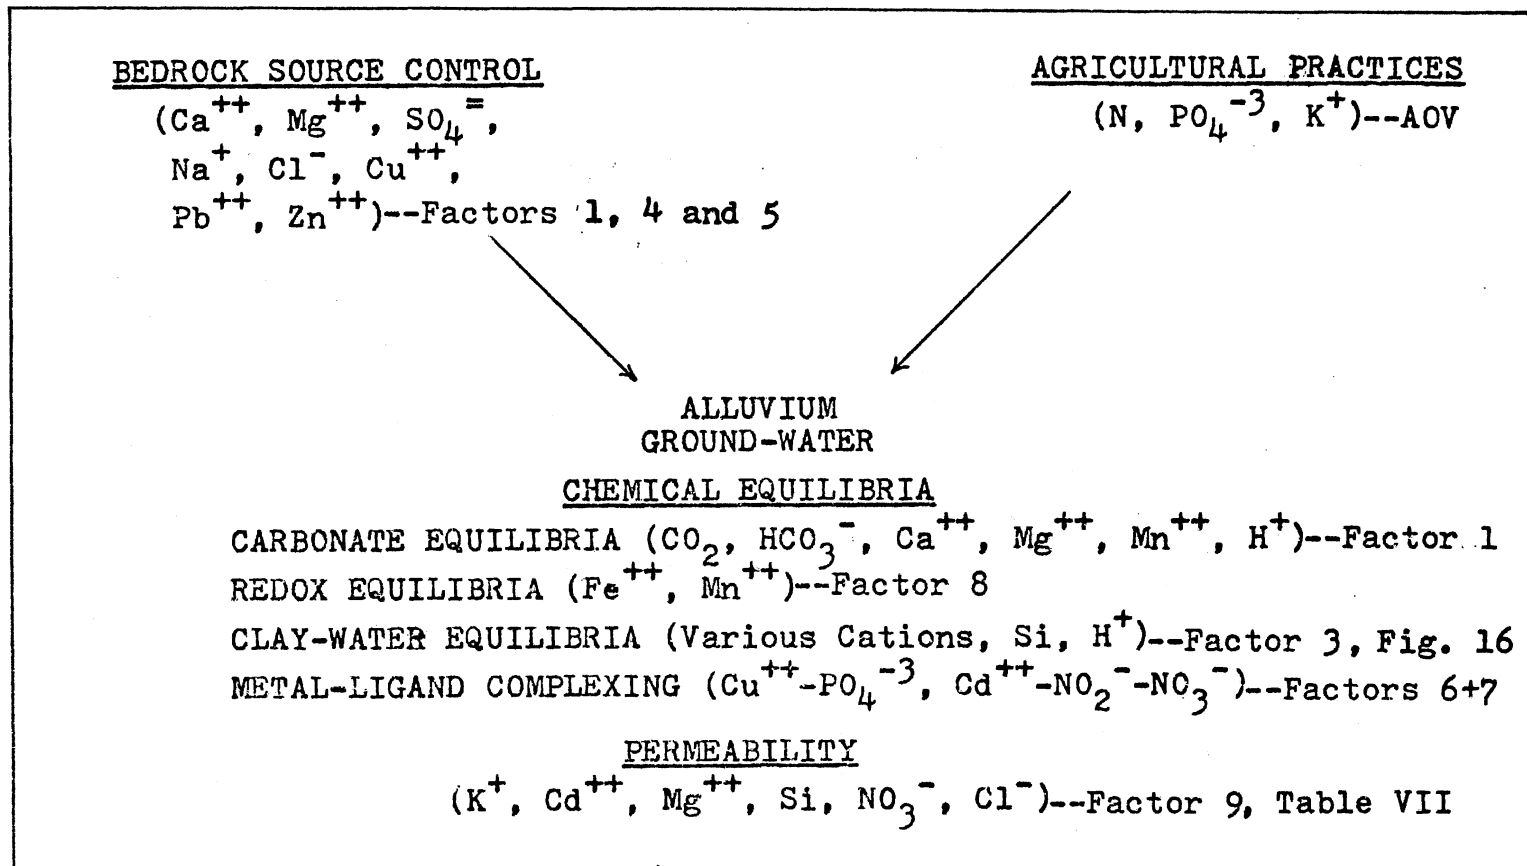 BEDROCK SOURCE CONTROL
(Ca++, Mg++, SO4=,
Na+, Cl-, Cu++,
Pb++, Zn++)--Factors 1, 4 and 5
AGRICULTURAL PRACTICES
(N, PO4-3, K+)--AOV
ALLUVIUM
GROUND-WATER
CHEMICAL EQUILIBRIA
CARBONATE EQUILIBRIA (CO2, HCO3-, Ca++, Mg++, Mn++, H+)--Factor 1
REDOX EQUILIBRIA (Fe++, Mn++)--Factor 8
CLAY-WATER EQUILIBRIA (Various Cations, Si, H+)--Factor 3, Fig. 16
METAL-LIGAND COMPLEXING (Cu++-PO4-3, Cd++-NO2--NO3-)--Factors 6+7
PERMEABILITY
(K+, Cd++, Mg++, Si, NO3-, Cl-)--Factor 9, Table VII